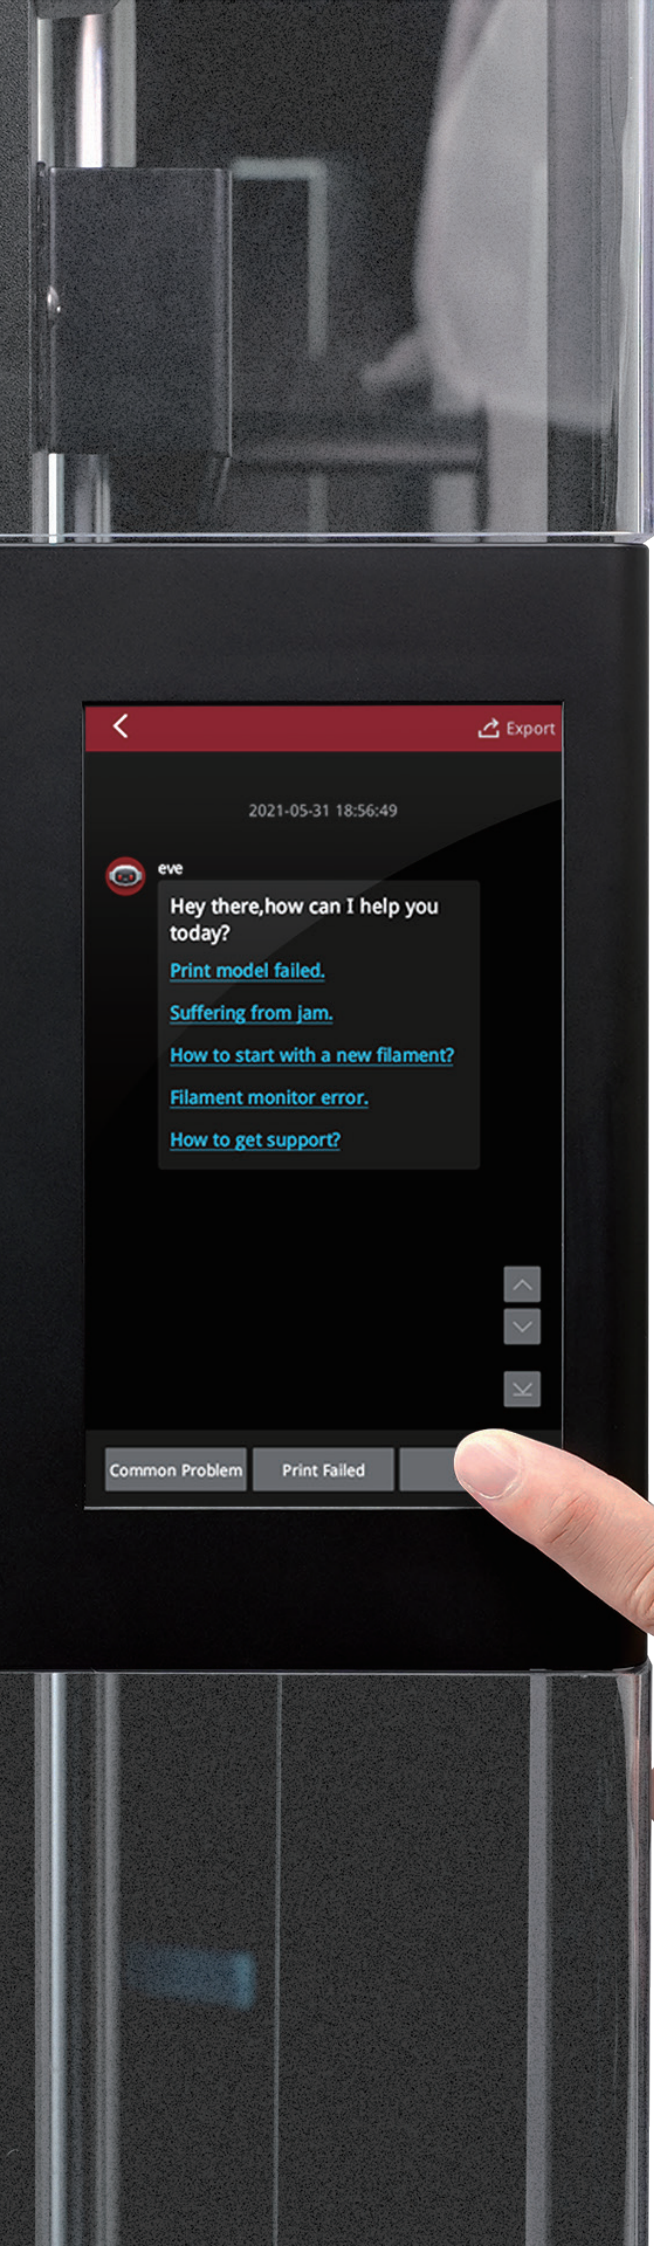 Export
2021-05-31 18:56:49
eve
Hey there,how can I help you
today?
Print model failed.
Suffering from jam.
How to start with a new filament?
Filament monitor error.
How to get support?
Common Problem
Print Failed